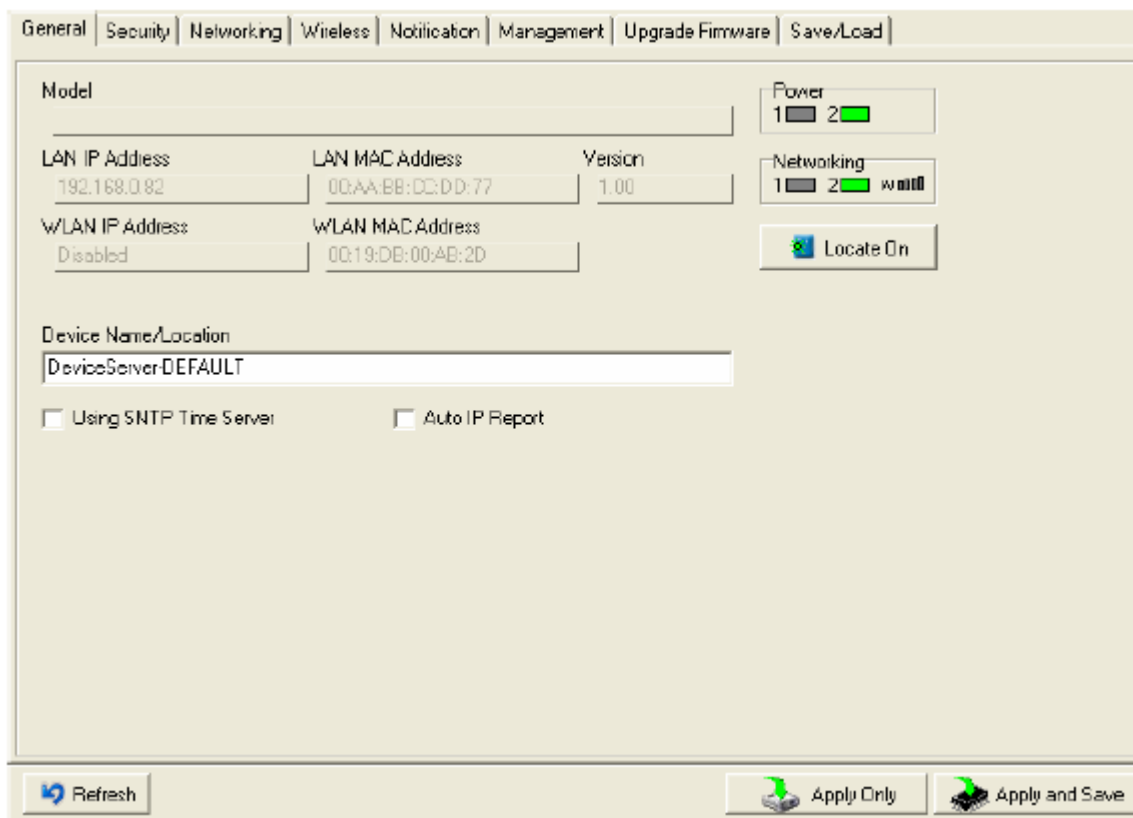 General Security Networking Wireless Notification Management Upgrade Firmware Save/Load
Model
Power
1 2
LAN IP Address LAN MAC Address Version
192.168.0.82 00:AA:BB:CC:DD:77 1.00
Networking
1 2 W
WLAN IP Address WLAN MAC Address
Disabled 00:19:DB:00:AB:2D
Locate On
Device Name/Location
DeviceServer-DEFAULT
Using SNTP Time Server Auto IP Report
Refresh Apply Only Apply and Save